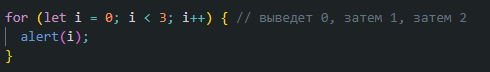 for (let i = 0; i < 3; i++) { // выведет 0, затем 1, затем 2
  alert(i);
}